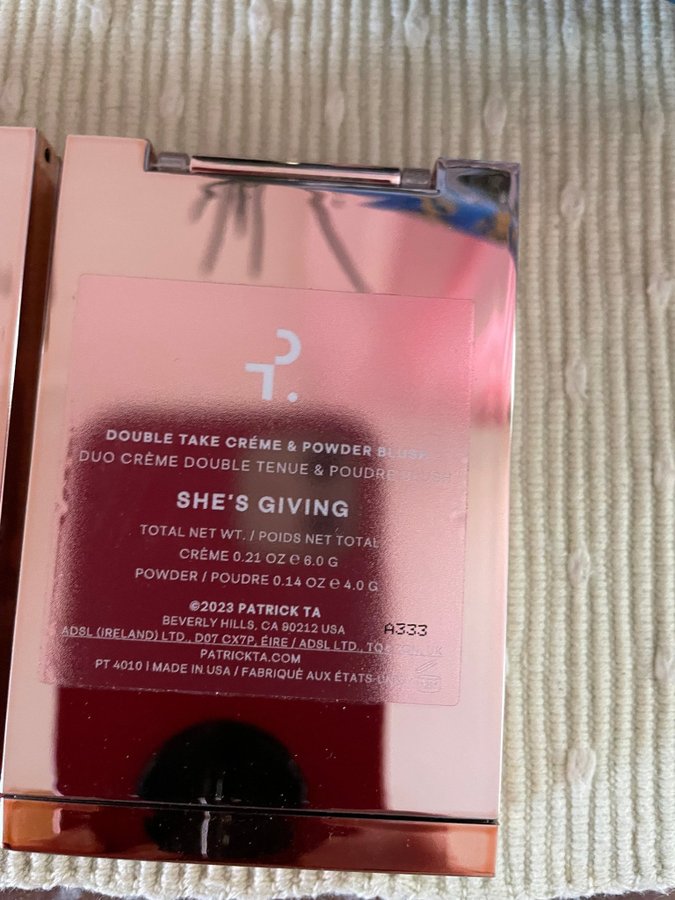 DOUBLE TAKE CRÉME & POWDER BLUSH
DUO CRÈME DOUBLE TENUE & POUDRE BLUSH
SHE'S GIVING
TOTAL NET WT. / POIDS NET TOTAL
CRÈME 0.21 OZ ℮ 6.0 G
POWDER / POUDRE 0.14 OZ ℮ 4.0 G
©2023 PATRICK TA
BEVERLY HILLS, CA 90212 USA
A333
ADSL (IRELAND) LTD., D07 CX7P, ÉIRE / ADSL LTD., UK
PATRICKTA.COM
PT 4010 | MADE IN USA / FABRIQUÉ AUX ÉTATS-UNIS